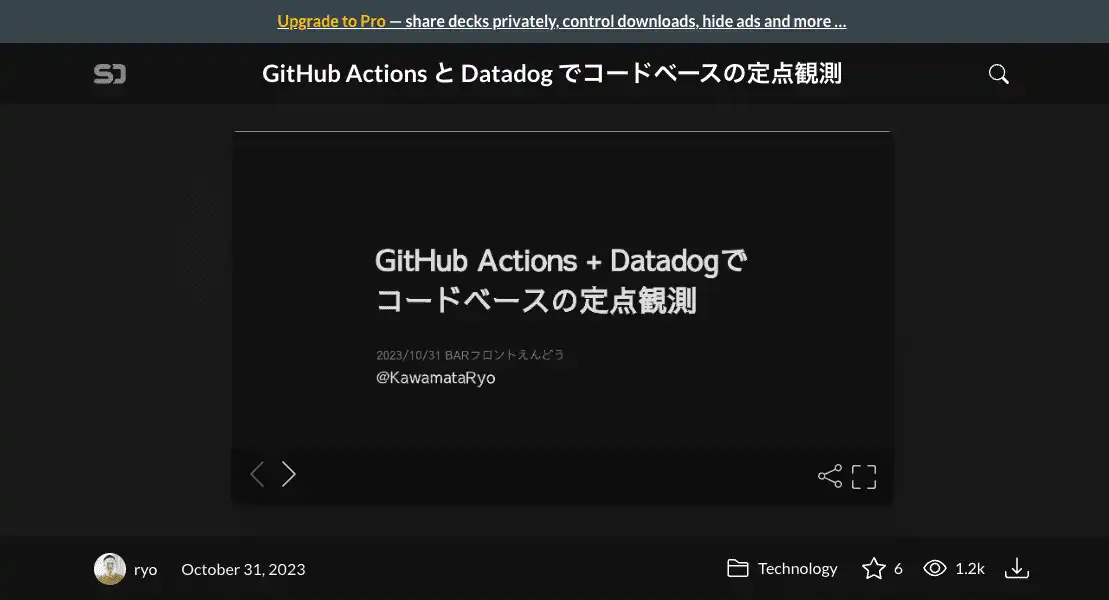 Upgrade to Pro — share decks privately, control downloads, hide ads and more …
SD
GitHub Actions と Datadog でコードベースの定点観測
GitHub Actions + Datadogで
コードベースの定点観測
2023/10/31 BARフロントえんどう
@KawamataRyo
ryo
October 31, 2023
Technology
6
1.2k